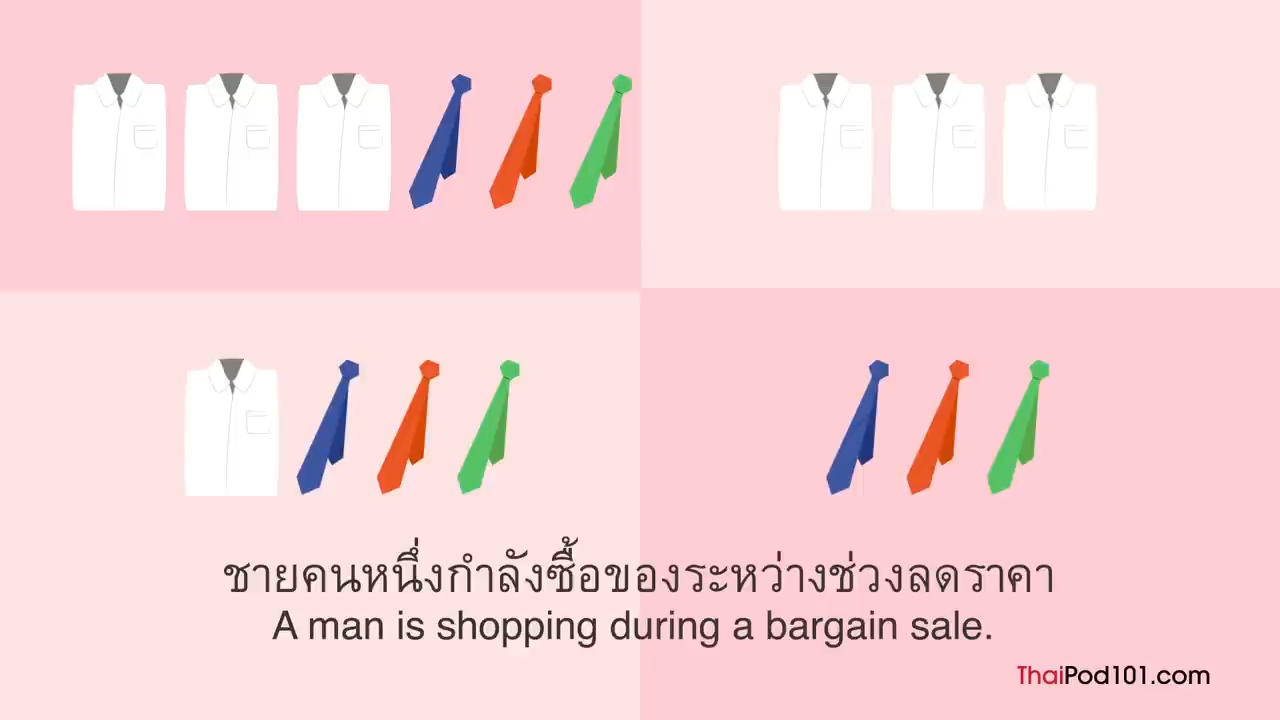 ชายคนหนึ่งกำลังซื้อของระหว่างช่วงลดราคา
A man is shopping during a bargain sale.
ThaiPod101.com